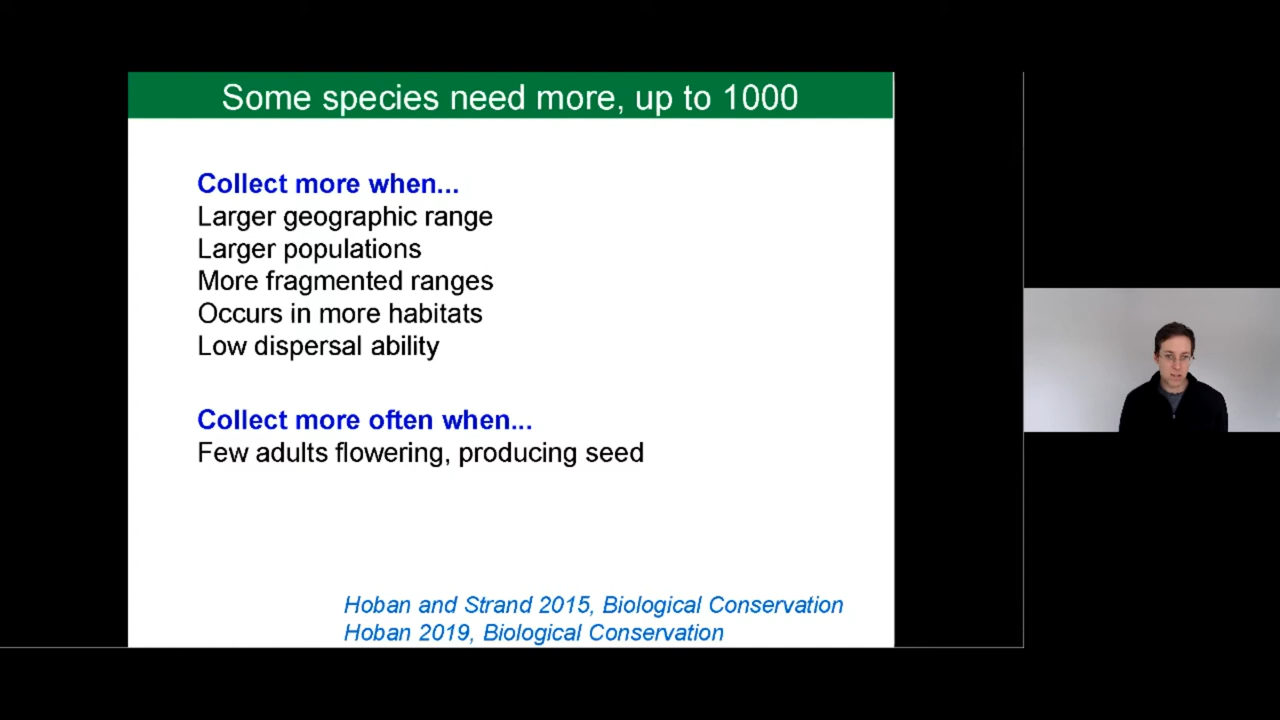 Some species need more, up to 1000
Collect more when...
Larger geographic range
Larger populations
More fragmented ranges
Occurs in more habitats
Low dispersal ability
Collect more often when...
Few adults flowering, producing seed
Hoban and Strand 2015, Biological Conservation
Hoban 2019, Biological Conservation